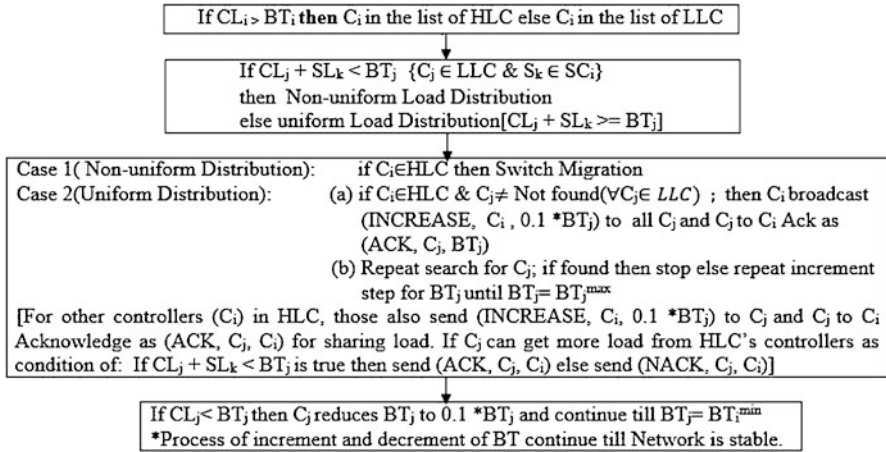 If CLᵢ > BTᵢ then Cᵢ in the list of HLC else Cᵢ in the list of LLC
If CLⱼ + SLₖ < BTⱼ {Cⱼ ∈ LLC & Sₖ ∈ SCᵢ}
then Non-uniform Load Distribution
else uniform Load Distribution[CLⱼ + SLₖ >= BTⱼ]
Case 1( Non-uniform Distribution): if Cᵢ∈HLC then Switch Migration
Case 2(Uniform Distribution): (a) if Cᵢ∈HLC & Cⱼ≠ Not found(∀Cⱼ∈ LLC) ; then Cᵢ broadcast
(INCREASE, Cᵢ , 0.1 *BTⱼ) to all Cⱼ and Cⱼ to Cᵢ Ack as
(ACK, Cⱼ, BTⱼ)
(b) Repeat search for Cⱼ; if found then stop else repeat increment
step for BTⱼ until BTⱼ= BTⱼᵐᵃˣ
[For other controllers (Cᵢ) in HLC, those also send (INCREASE, Cᵢ, 0.1 *BTⱼ) to Cⱼ and Cⱼ to Cᵢ
Acknowledge as (ACK, Cⱼ, Cᵢ) for sharing load. If Cⱼ can get more load from HLC's controllers as
condition of: If CLⱼ + SLₖ < BTⱼ is true then send (ACK, Cⱼ, Cᵢ) else send (NACK, Cⱼ, Cᵢ)]
If CLⱼ< BTⱼ then Cⱼ reduces BTⱼ to 0.1 *BTⱼ and continue till BTⱼ= BTᵢᵐⁱⁿ
*Process of increment and decrement of BT continue till Network is stable.